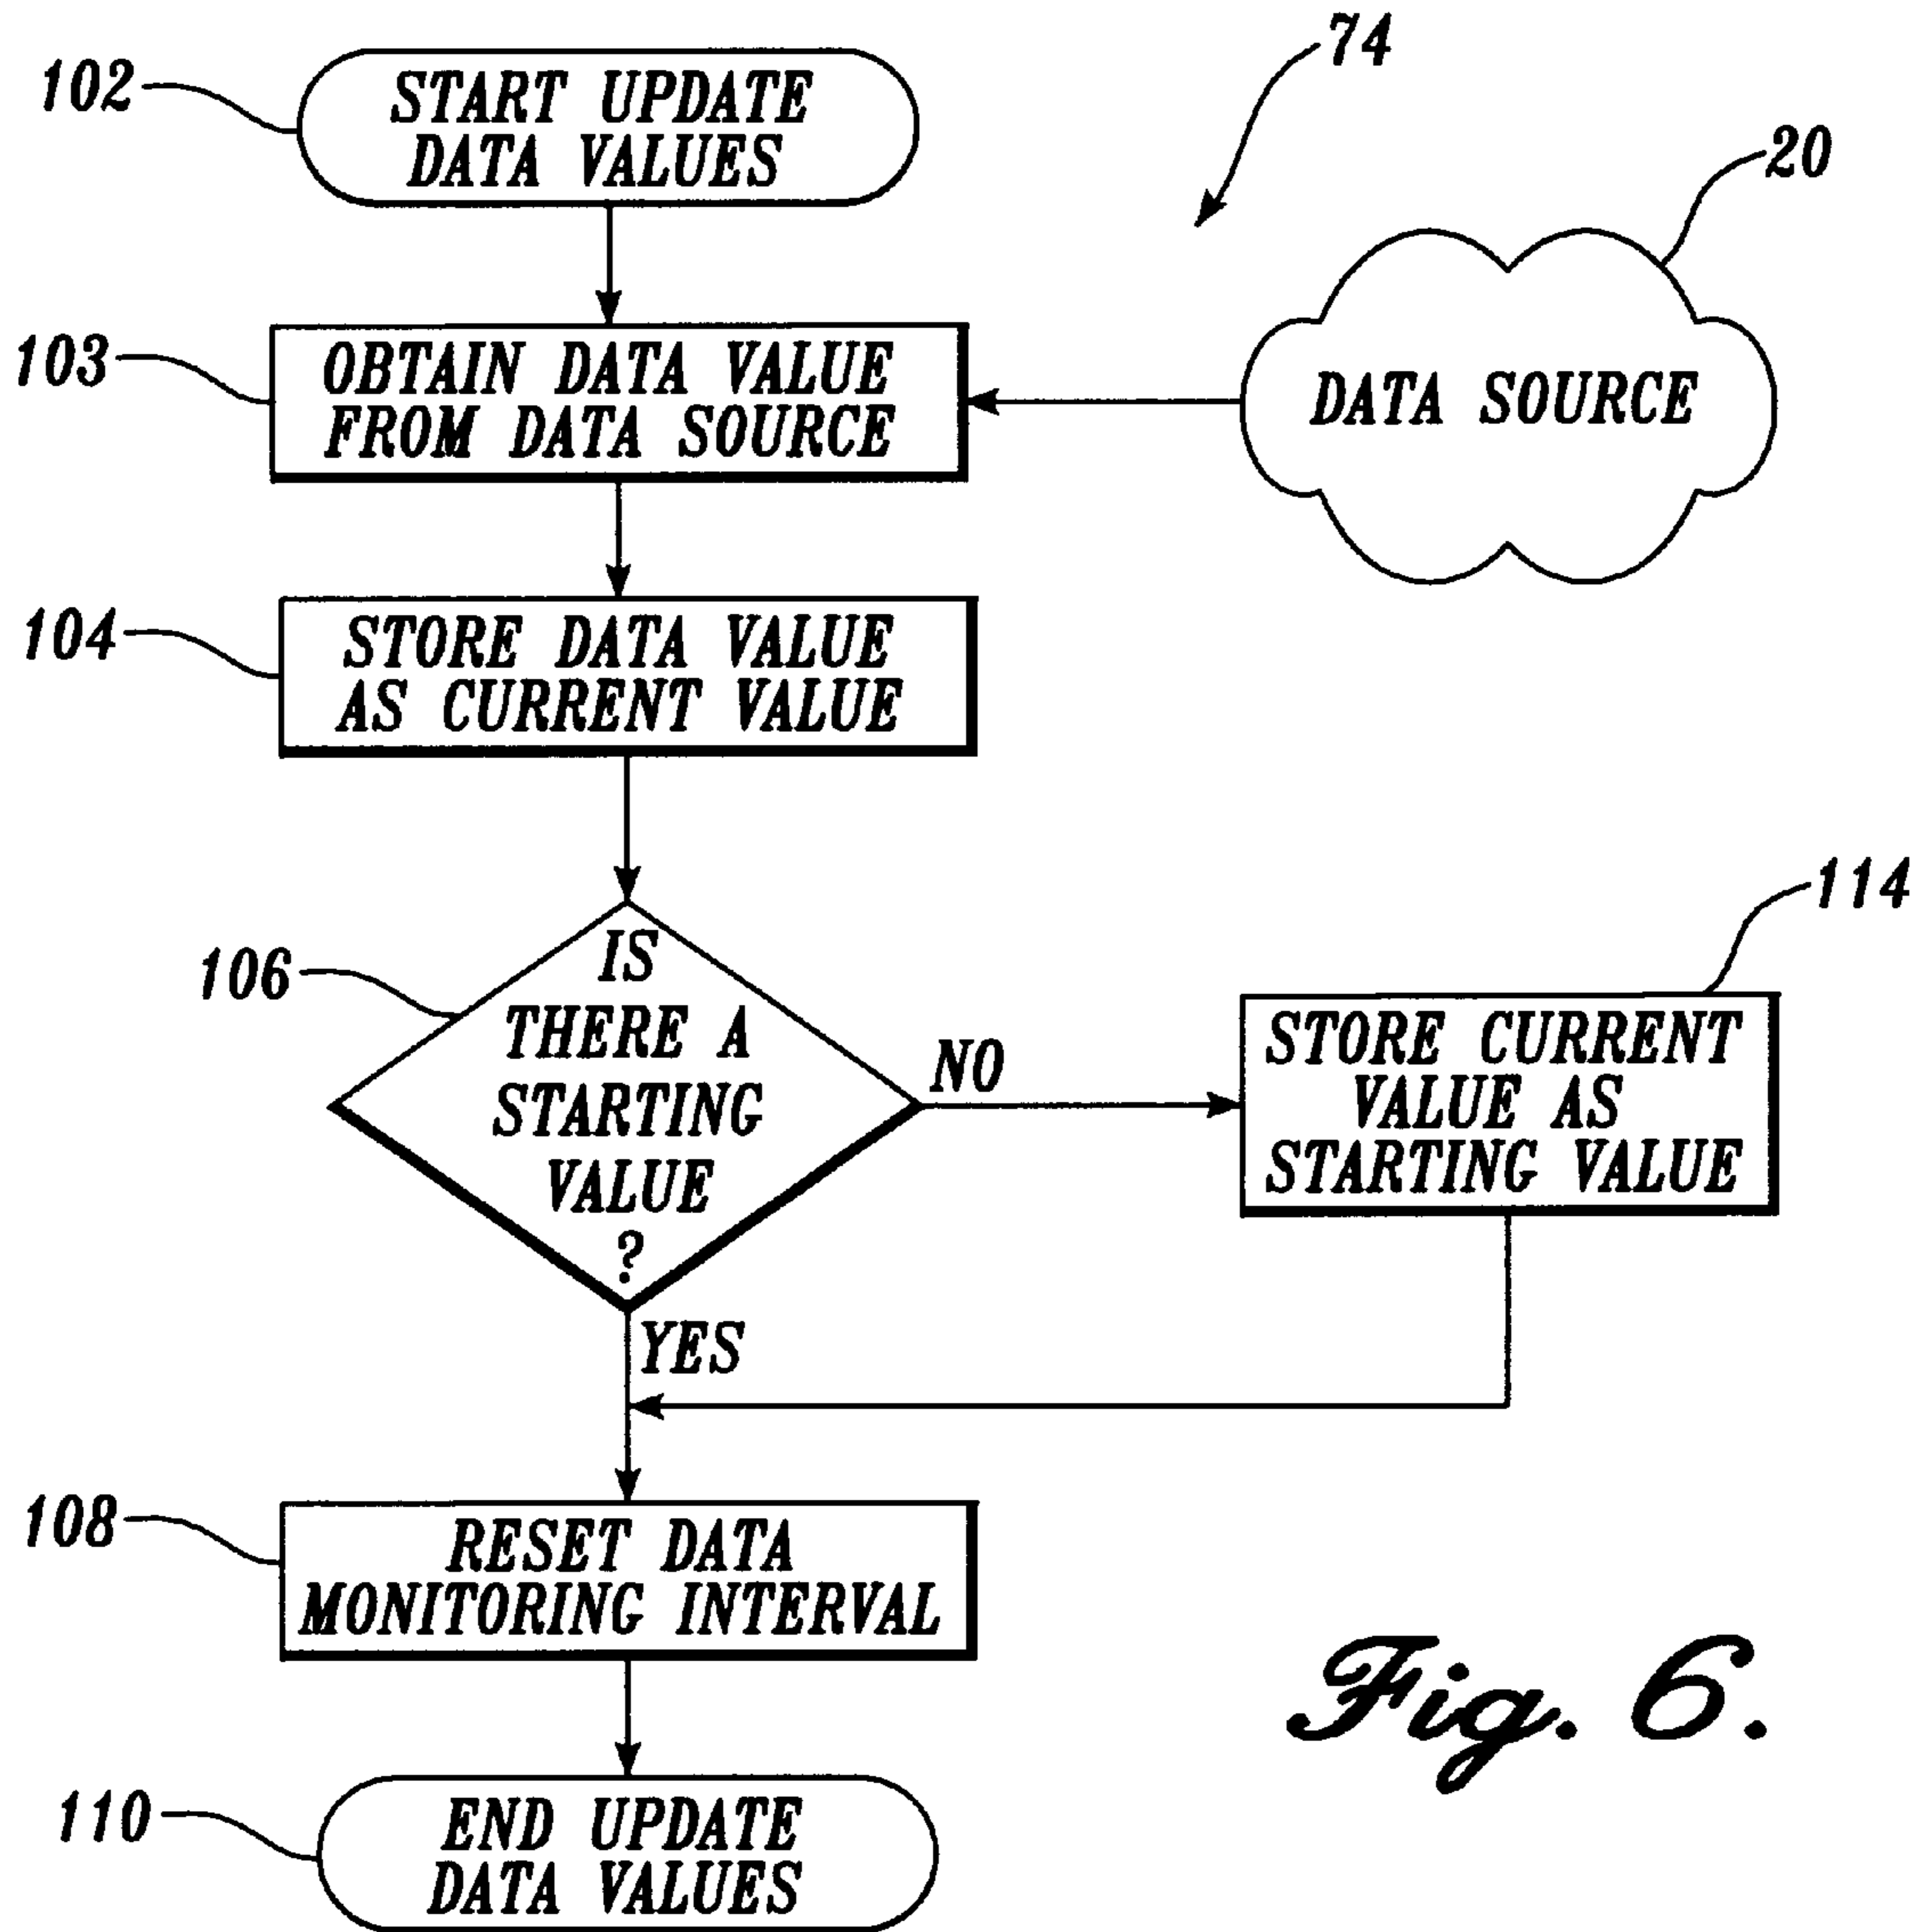 74
102
START UPDATE
DATA VALUES
20
103
OBTAIN DATA VALUE
FROM DATA SOURCE
DATA SOURCE
104
STORE DATA VALUE
AS CURRENT VALUE
106
IS
THERE A
STARTING
VALUE
?
NO
114
STORE CURRENT
VALUE AS
STARTING VALUE
YES
108
RESET DATA
MONITORING INTERVAL
110
END UPDATE
DATA VALUES
Fig. 6.